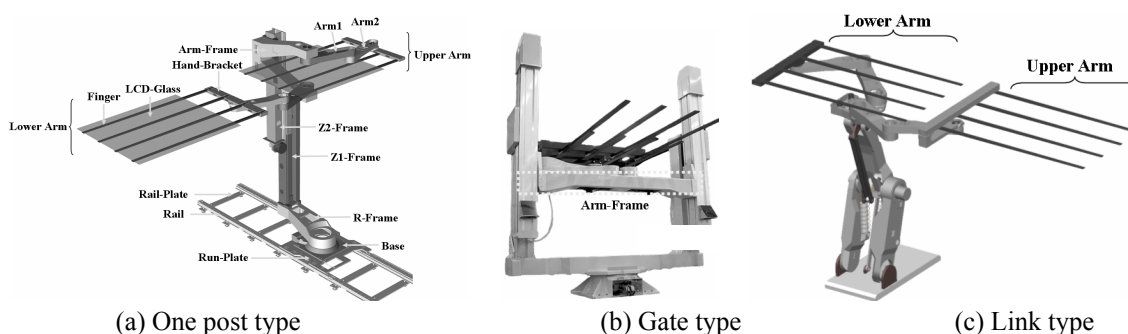 Arm1
Arm2
Arm-Frame
Upper Arm
Hand-Bracket
LCD-Glass
Finger
Lower Arm
Z2-Frame
Z1-Frame
Rail-Plate
Rail
R-Frame
Base
Run-Plate
(a) One post type
Arm-Frame
(b) Gate type
Lower Arm
Upper Arm
(c) Link type